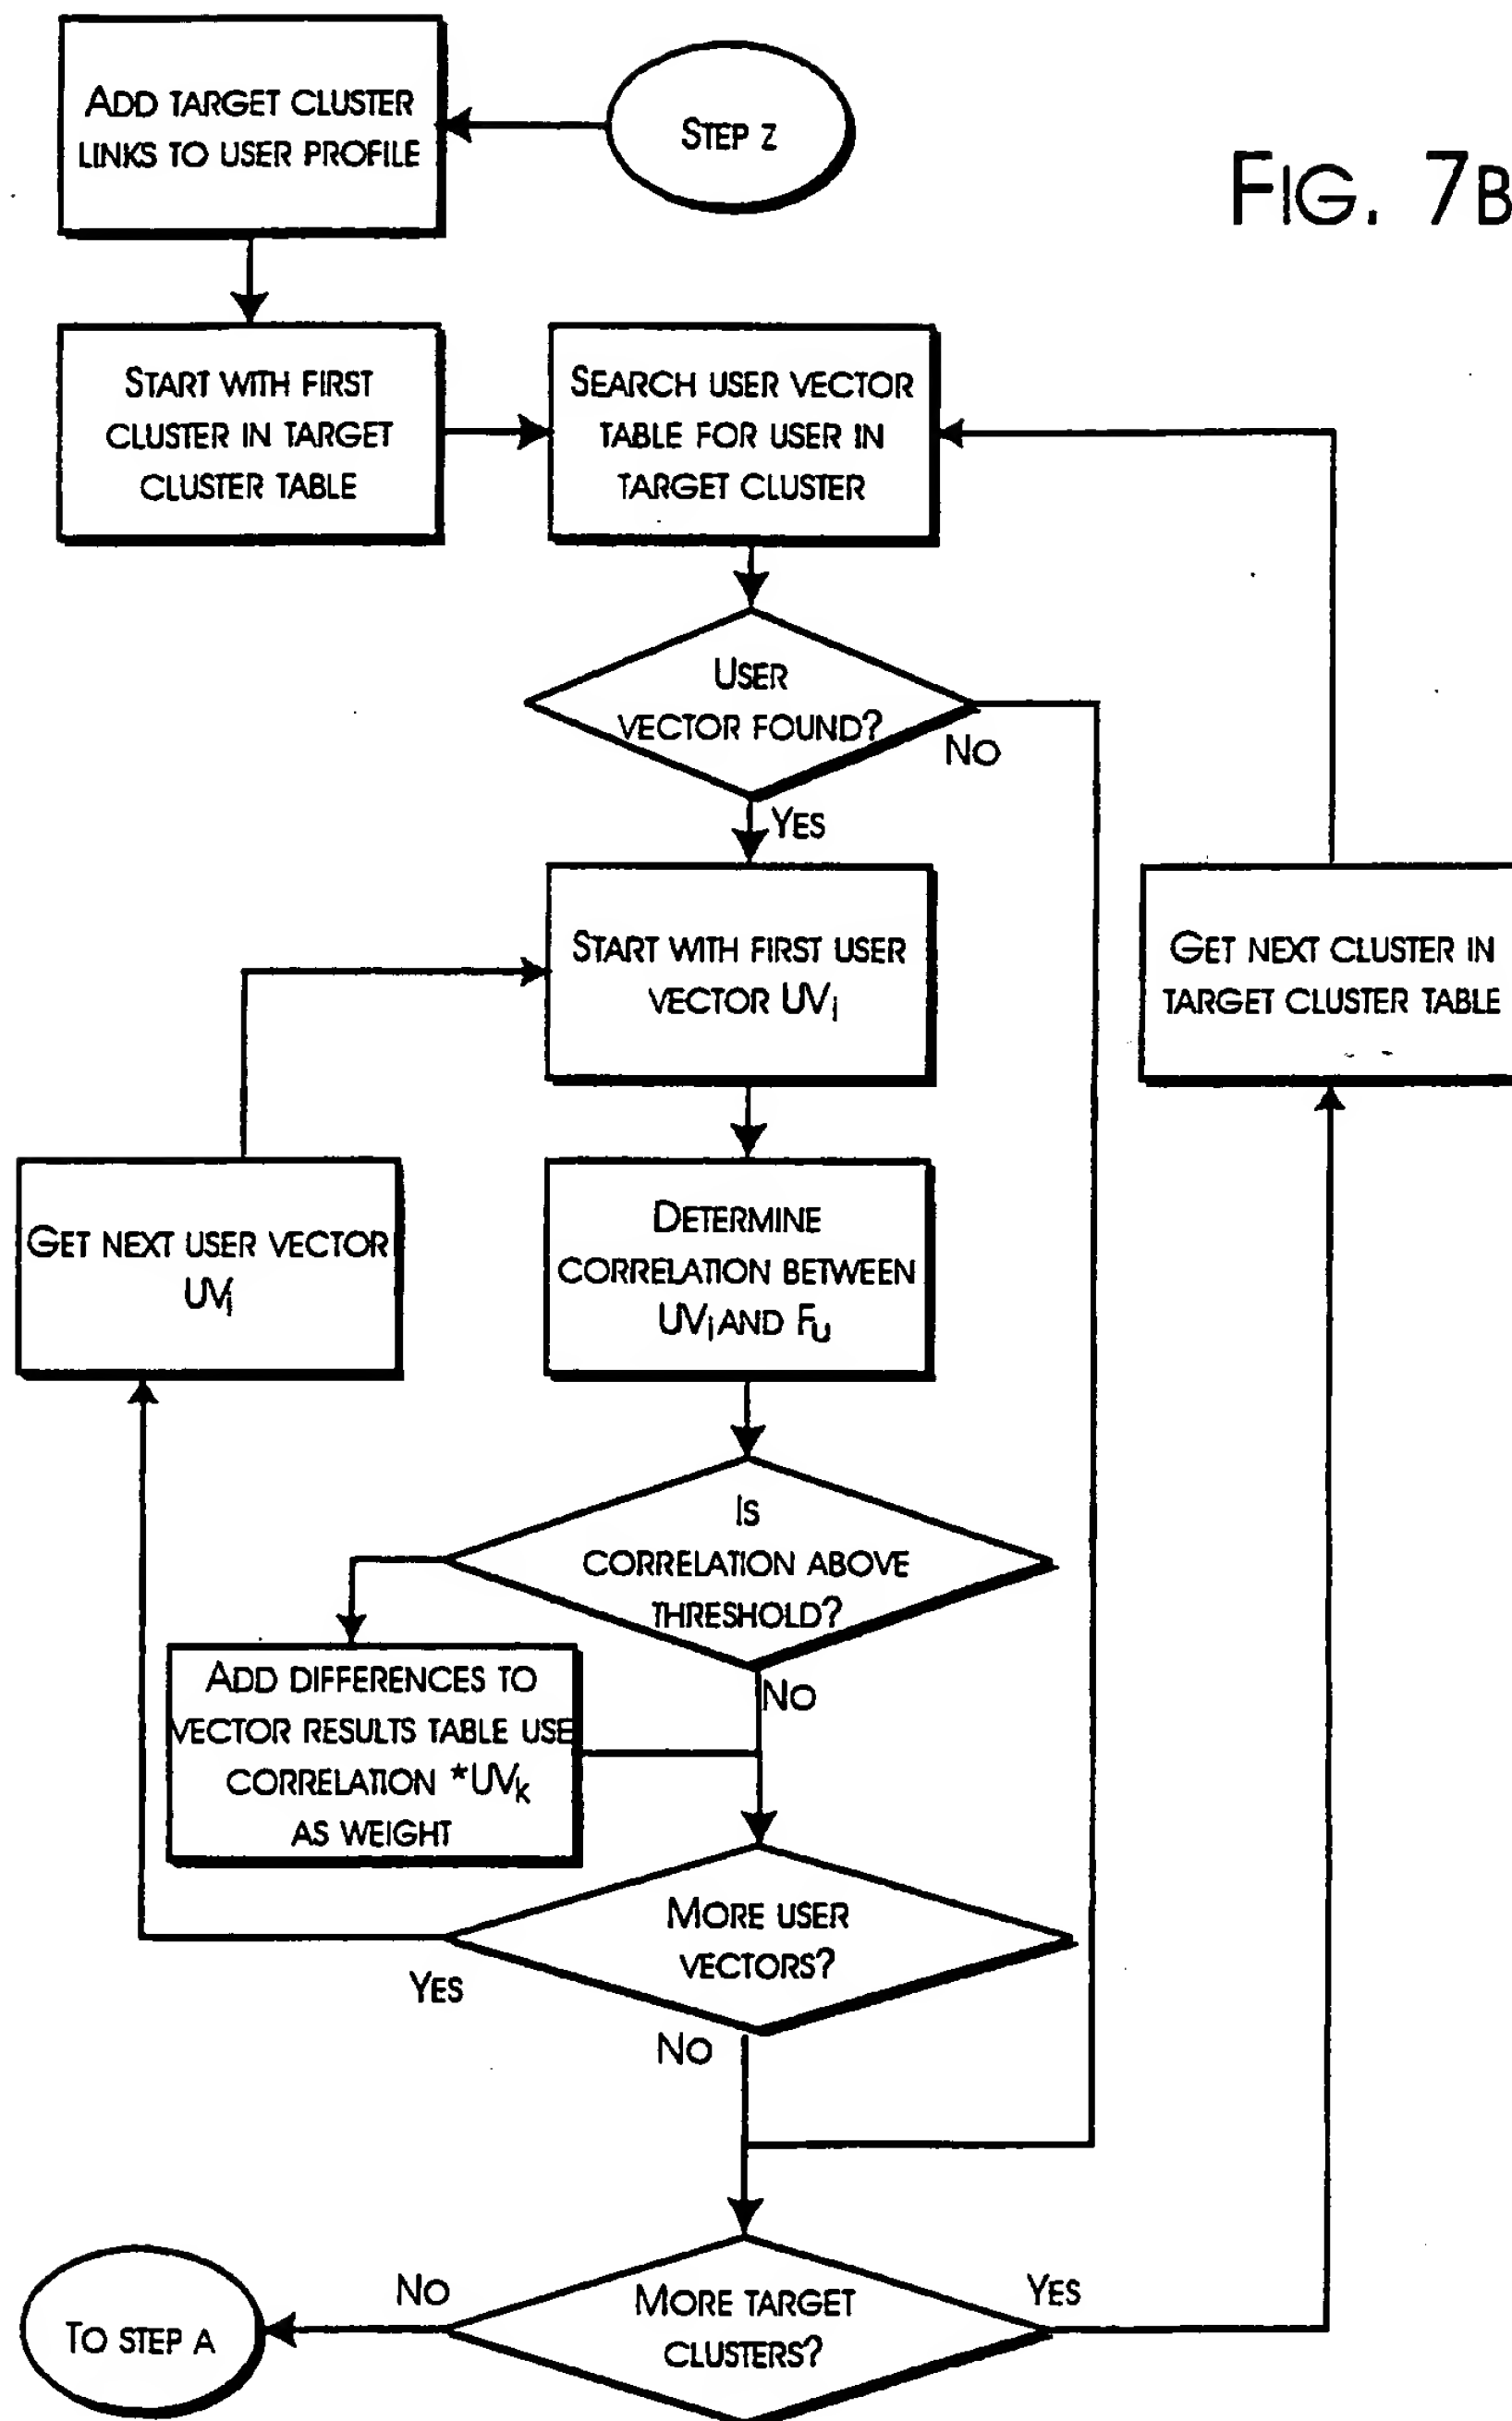 ADD TARGET CLUSTER
LINKS TO USER PROFILE
STEP Z
FIG. 7B
START WITH FIRST
CLUSTER IN TARGET
CLUSTER TABLE
SEARCH USER VECTOR
TABLE FOR USER IN
TARGET CLUSTER
USER
VECTOR FOUND?
NO
YES
START WITH FIRST USER
VECTOR UVi
GET NEXT CLUSTER IN
TARGET CLUSTER TABLE
GET NEXT USER VECTOR
UVi
DETERMINE
CORRELATION BETWEEN
UVi AND FU
IS
CORRELATION ABOVE
THRESHOLD?
NO
ADD DIFFERENCES TO
VECTOR RESULTS TABLE USE
CORRELATION *UVk
AS WEIGHT
MORE USER
VECTORS?
YES
NO
NO
MORE TARGET
CLUSTERS?
YES
TO STEP A